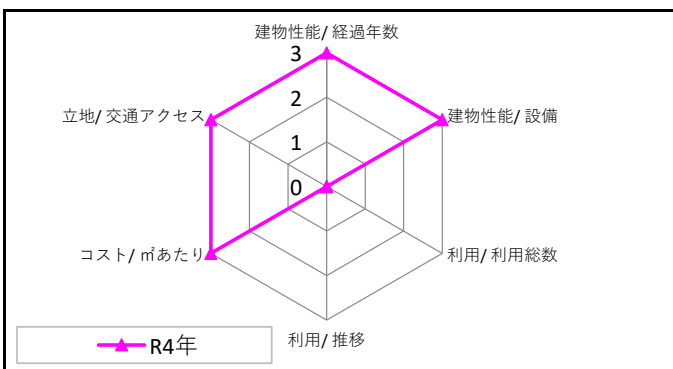 建物性能/ 経過年数
3
立地/ 交通アクセス
建物性能/ 設備
2
1
0
コスト/ ㎡あたり
利用/ 利用総数
R4年
利用/ 推移